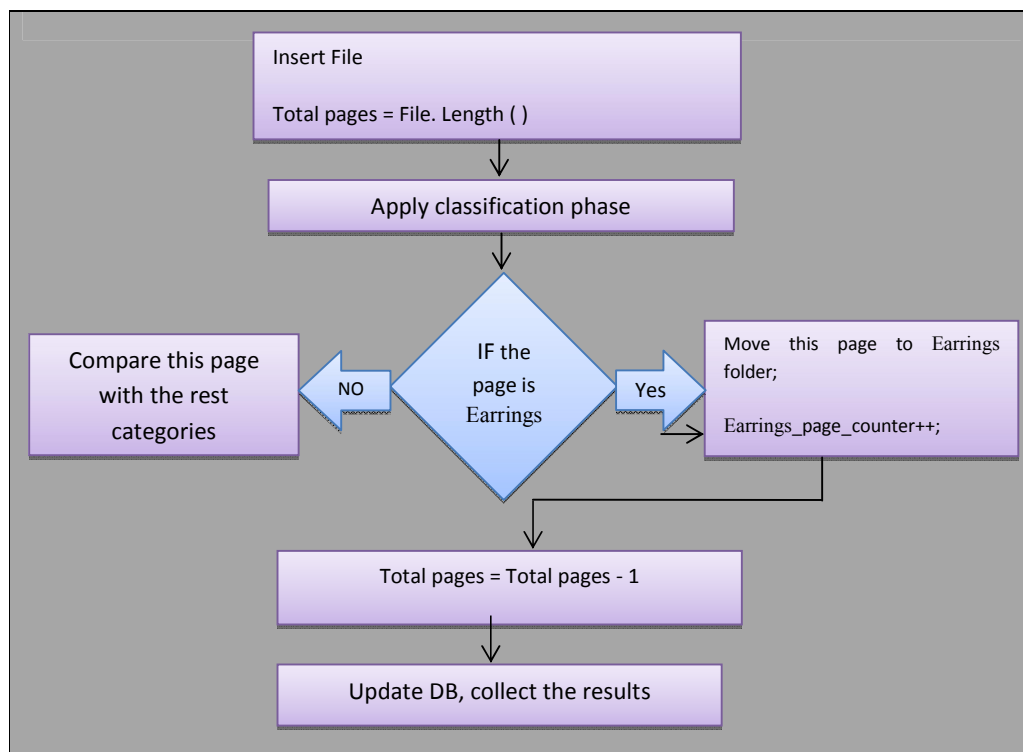 Insert File
Total pages = File. Length ( )
Apply classification phase
IF the
page is
Earrings
NO
Yes
Compare this page
with the rest
categories
Move this page to Earrings
folder;
Earrings_page_counter++;
Total pages = Total pages - 1
Update DB, collect the results